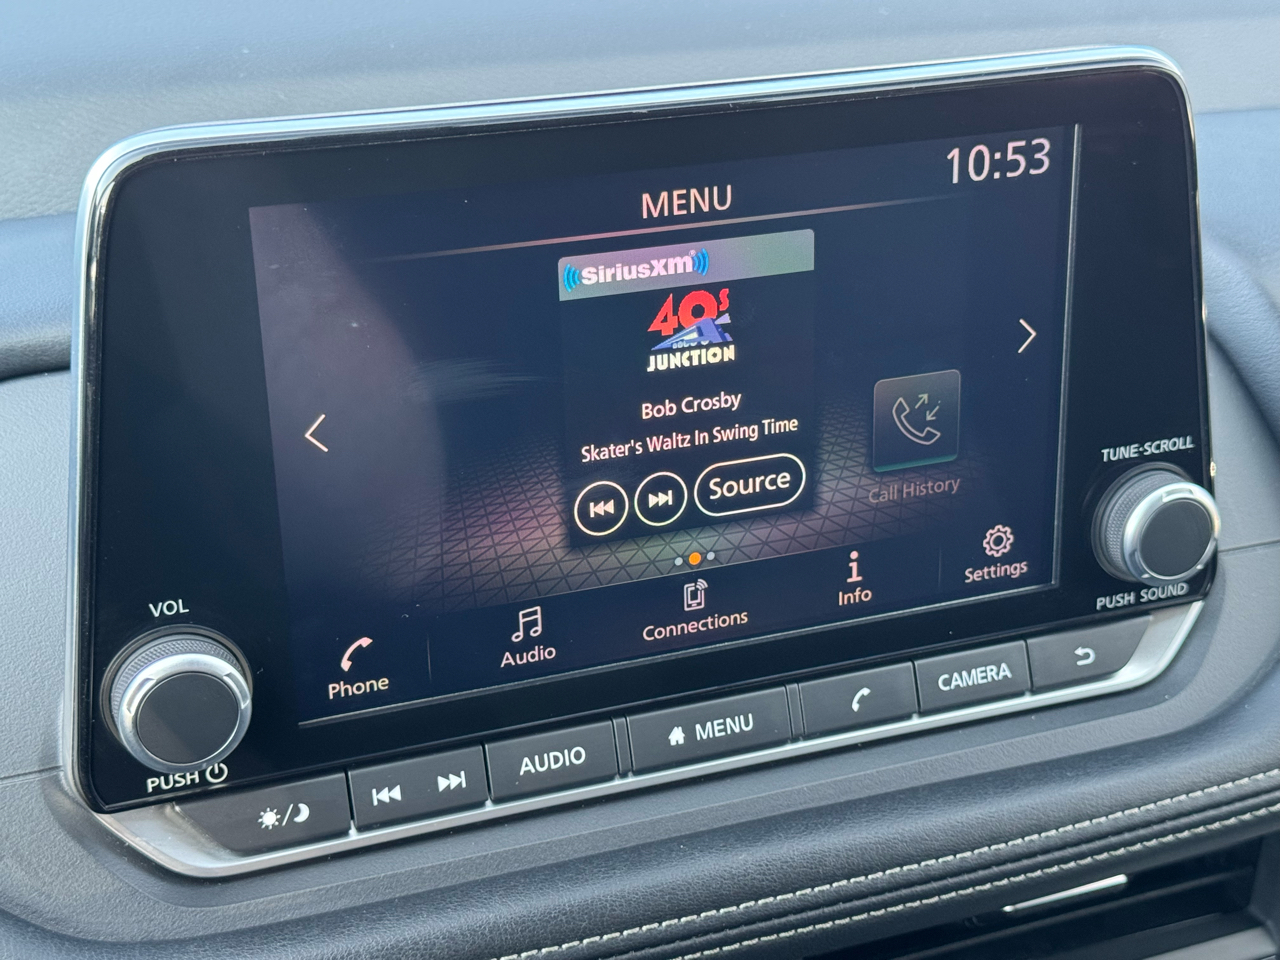 10:53
MENU
SiriusXm
40s
JUNCTION
Bob Crosby
Skater's Waltz In Swing Time
Source
Call History
Phone
Audio
Connections
Info
Settings
VOL
PUSH
TUNE•SCROLL
PUSH SOUND
AUDIO
MENU
CAMERA